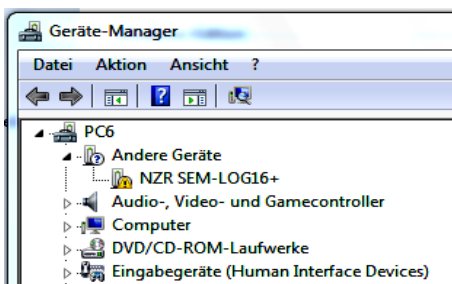 Geräte-Manager
Datei Aktion Ansicht ?
?
PC6
Andere Geräte
NZR SEM-LOG16+
Audio-, Video- und Gamecontroller
Computer
DVD/CD-ROM-Laufwerke
Eingabegeräte (Human Interface Devices)